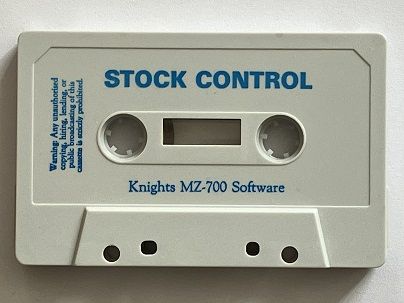 STOCK CONTROL
Warning: Any unauthorised
copying, hiring, lending, or
public broadcasting of this
cassette is strictly prohibited.
Knights MZ-700 Software